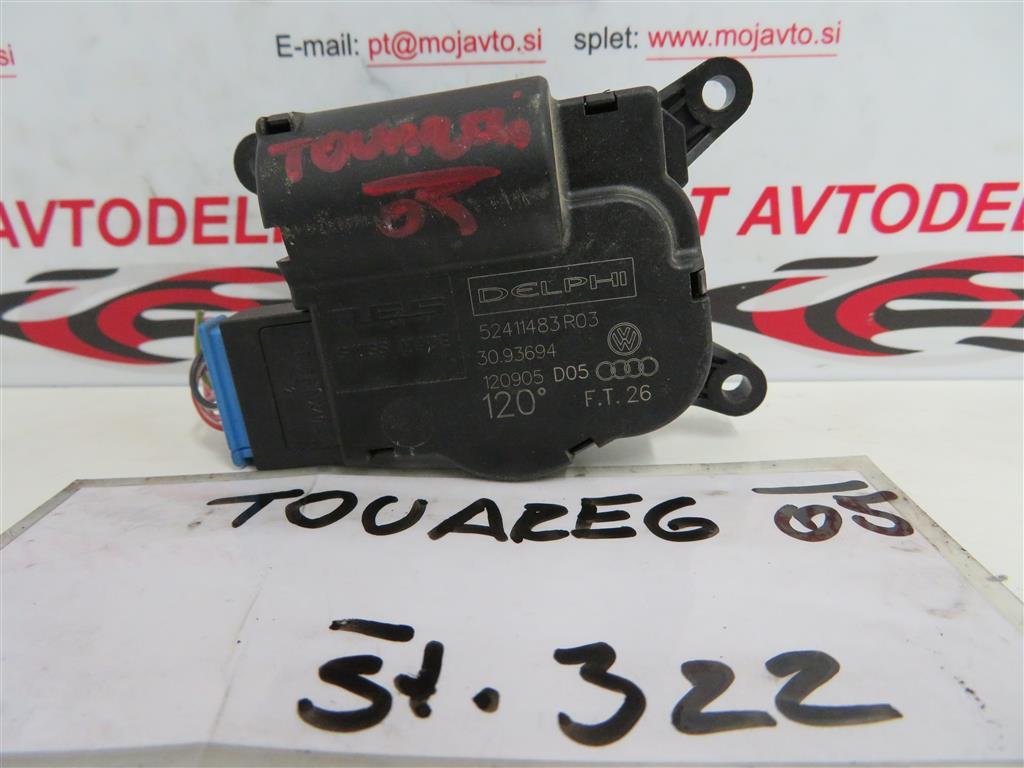 E-mail: pt@mojavto.si splet: www.mojavto.si
AVTODEL
T AVTODEL
TOUAREG
05
DELPHI
52411483R03
30.93694
120905 D05
120° F.T. 26
TOUAREG 05
št. 322